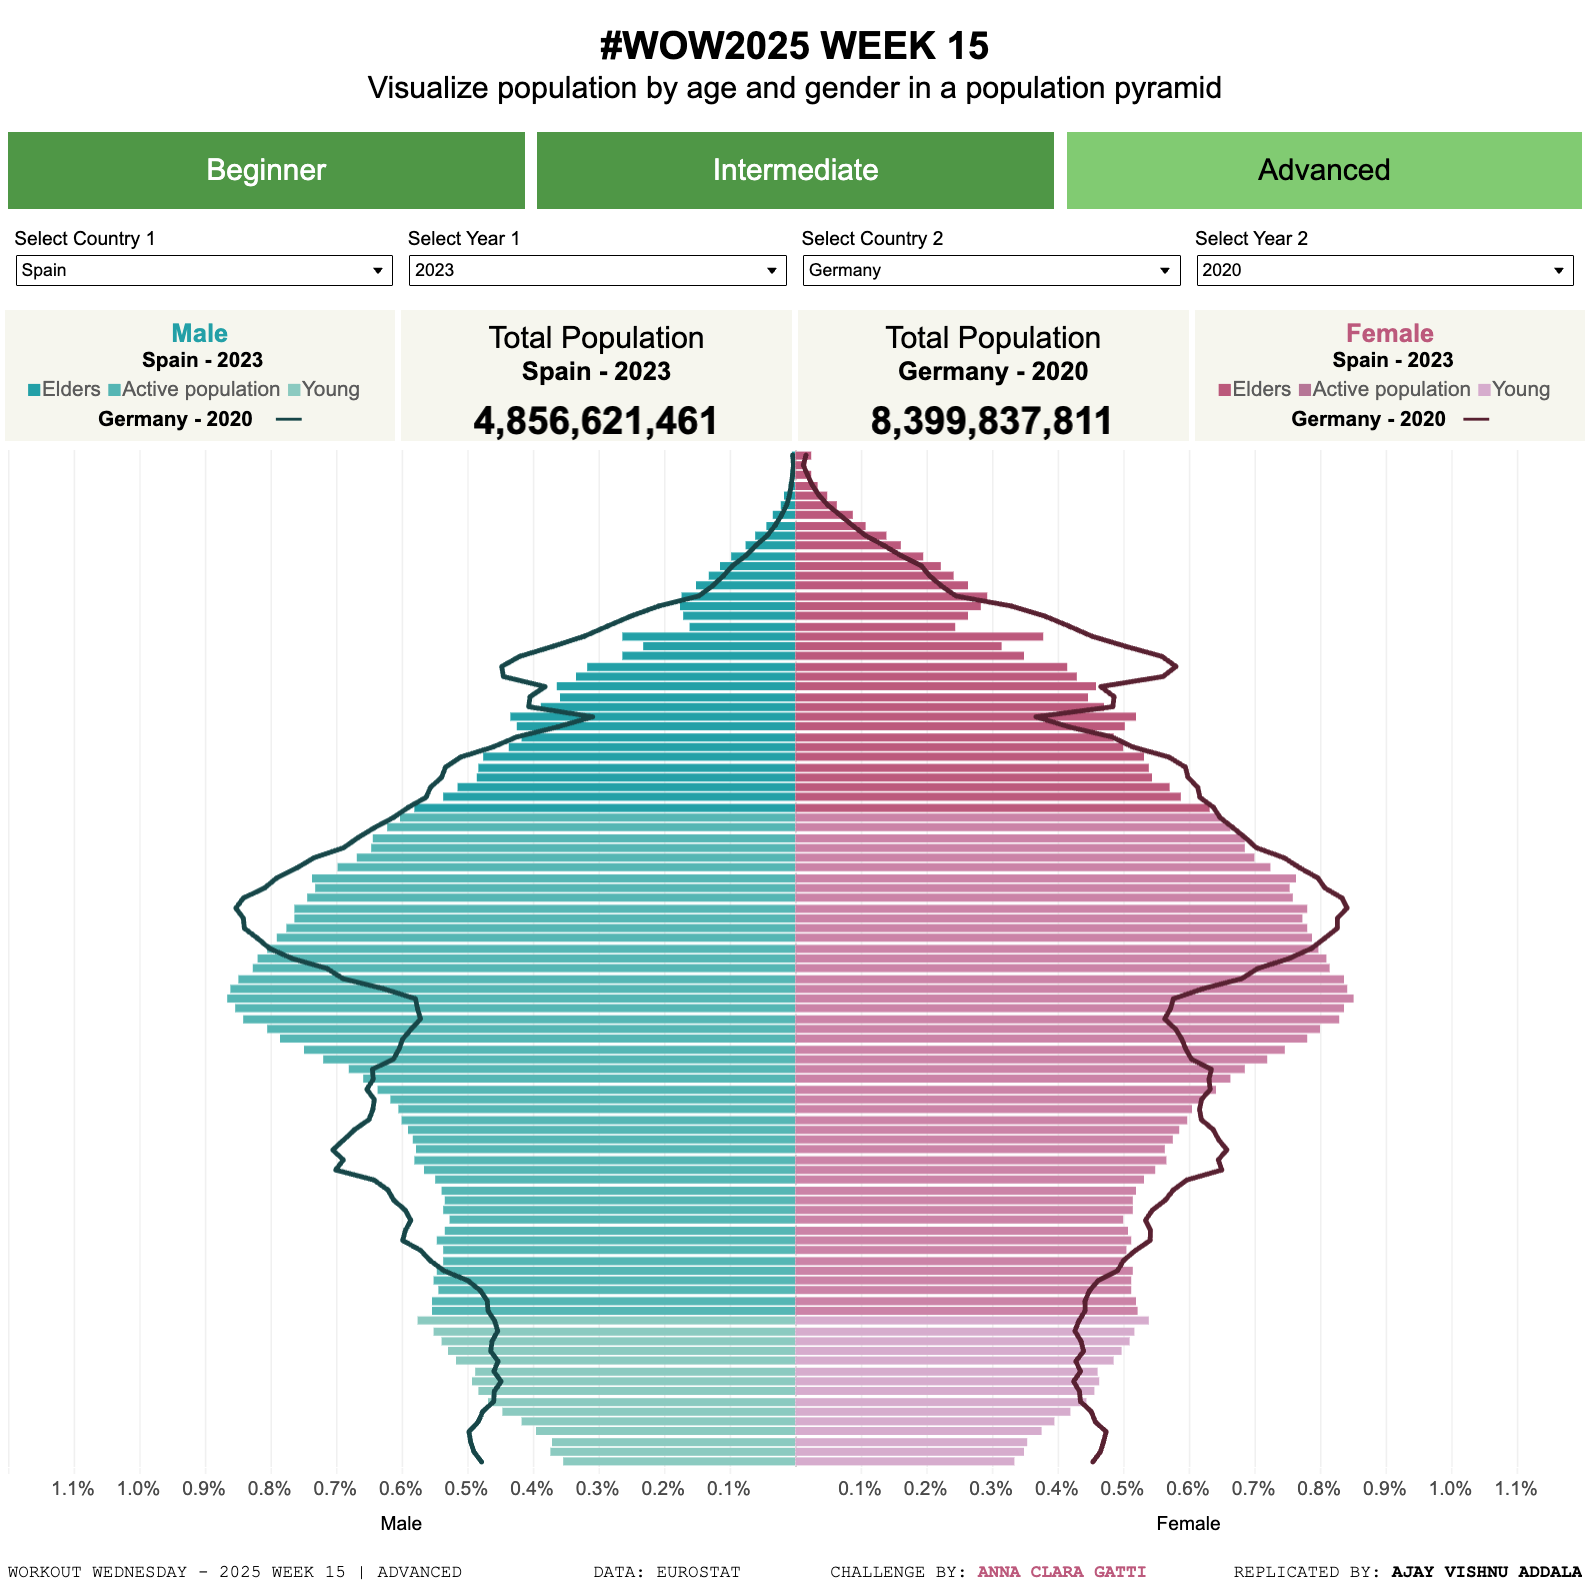 #WOW2025 WEEK 15
Visualize population by age and gender in a population pyramid
Beginner Intermediate Advanced
Select Country 1 Select Year 1 Select Country 2 Select Year 2
Spain 2023 Germany 2020
Male
Spain - 2023
Elders Active population Young
Germany - 2020
Total Population
Spain - 2023
4,856,621,461
Total Population
Germany - 2020
8,399,837,811
Female
Spain - 2023
Elders Active population Young
Germany - 2020
1.1% 1.0% 0.9% 0.8% 0.7% 0.6% 0.5% 0.4% 0.3% 0.2% 0.1% 0.1% 0.2% 0.3% 0.4% 0.5% 0.6% 0.7% 0.8% 0.9% 1.0% 1.1%
Male Female
WORKOUT WEDNESDAY - 2025 WEEK 15 | ADVANCED DATA: EUROSTAT CHALLENGE BY: ANNA CLARA GATTI REPLICATED BY: AJAY VISHNU ADDALA